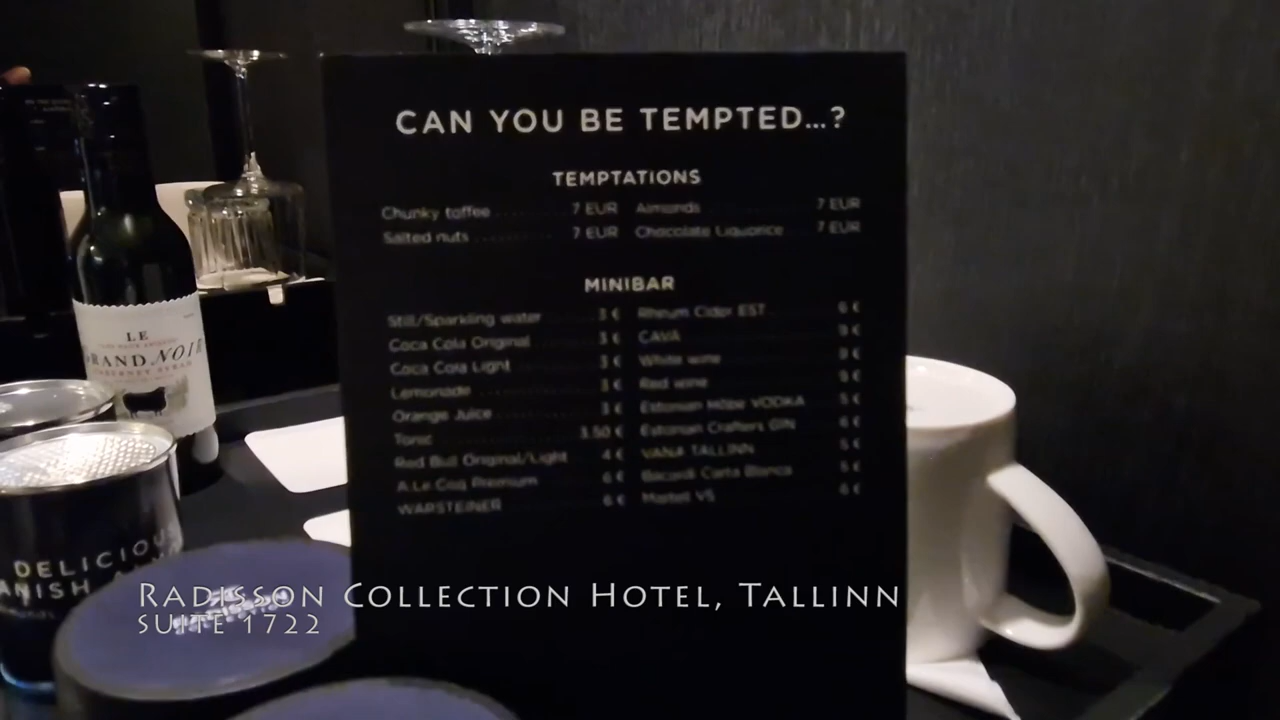 CAN YOU BE TEMPTED...?
TEMPTATIONS
Chunky toffee 7 EUR Almonds 7 EUR
Salted nuts 7 EUR Chocolate Liquorice 7 EUR
MINIBAR
Still/Sparkling water 3 € Rheum Cider EST 6 €
Coca Cola Original 3 € CAVA 9 €
Coca Cola Light 3 € White wine 9 €
Lemonade 3 € Red wine 9 €
Orange Juice 3 € Estonian Mõbe VODKA 5 €
Tonic 3.50 € Estonian Crafters GIN 6 €
Red Bull Original/Light 4 € VANA TALLINN 5 €
A.Le Coq Premium 6 € Bacardi Carta Blanca 5 €
WARSTEINER 6 € Martell VS 6 €
LE
GRAND NOIR
CABERNET SYRAH
DELICIOUS
ANISH
Radisson Collection Hotel, Tallinn
Suite 1722